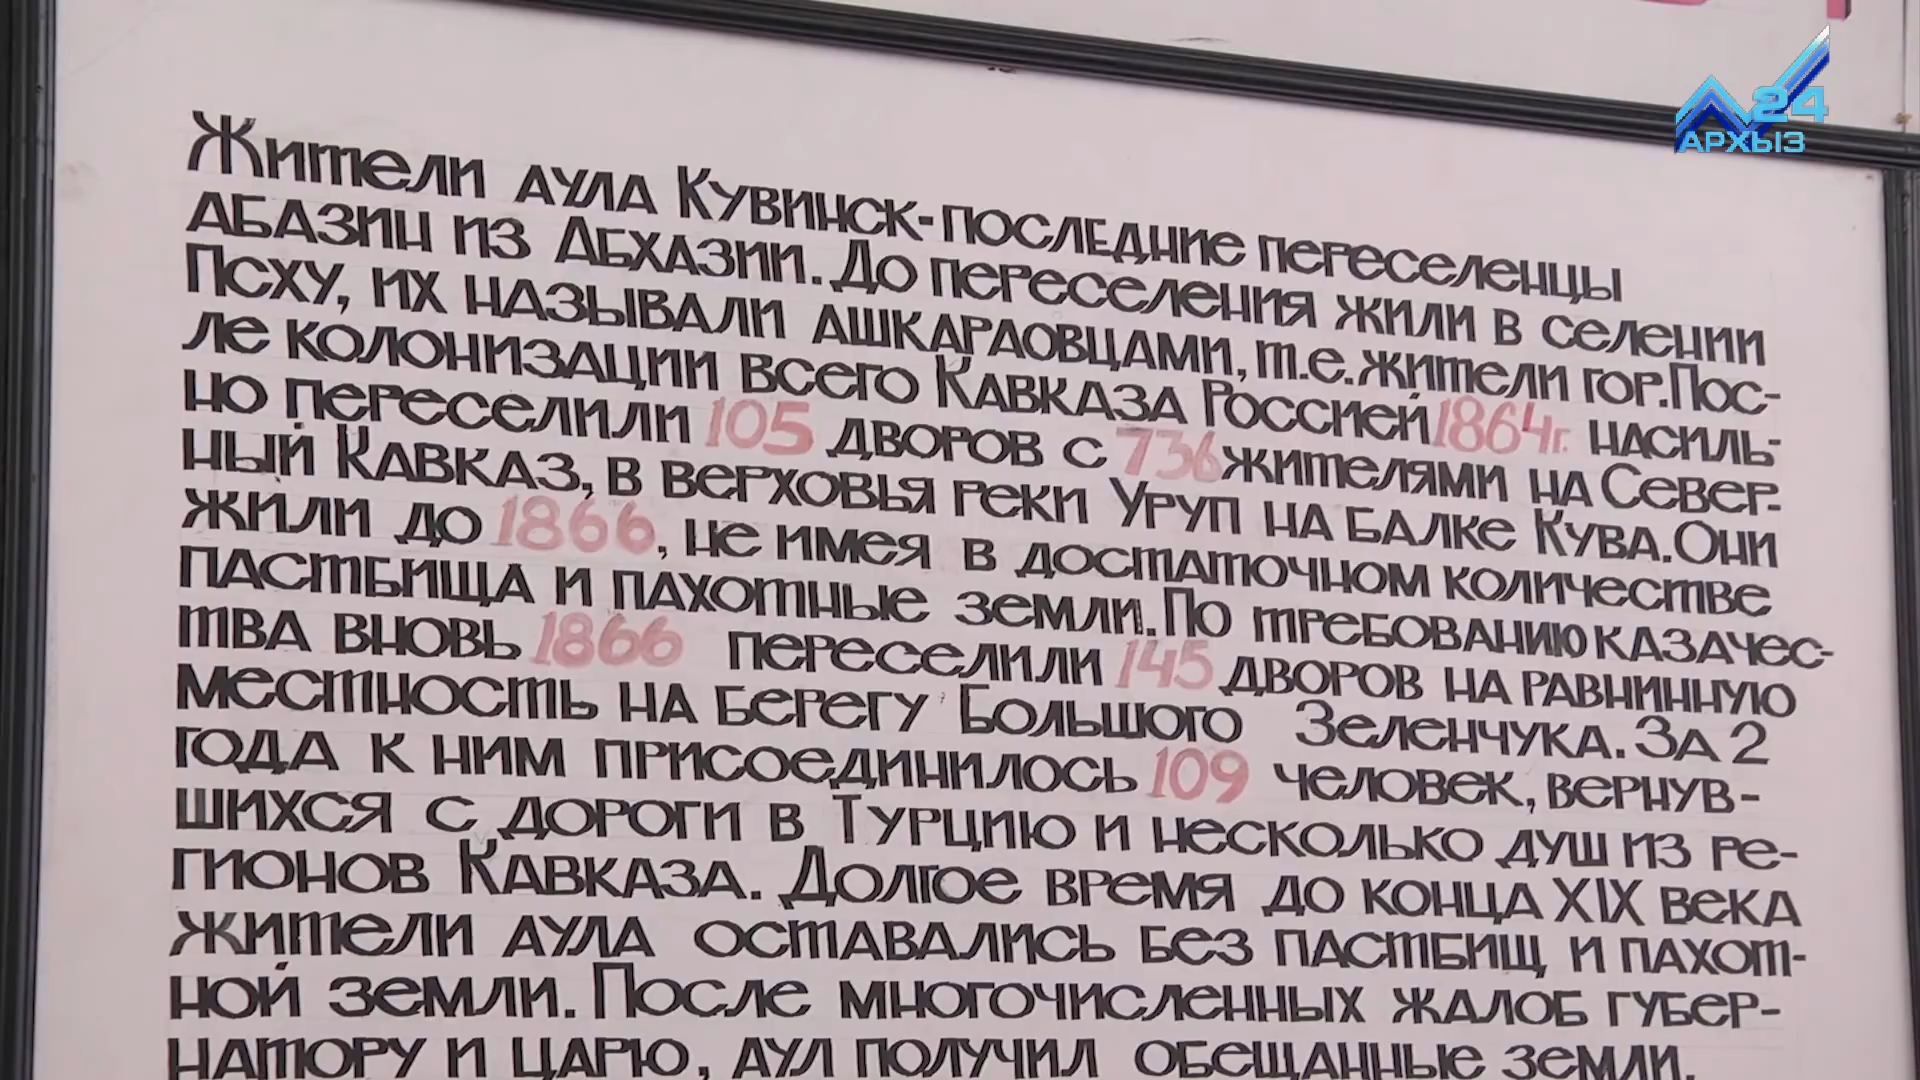 24
АРХЫЗ
Жители аула Кувинск-последние переселенцы
абазин из Абхазии. До переселения жили в селении
Псху, их называли ашкараовцами, т.е. жители гор. Пос-
ле колонизации всего Кавказа Россией 1864г. насиль-
но переселили 105 дворов с 736 жителями на Север-
ный Кавказ, в верховья реки Уруп на балке Кува. Они
жили до 1866, не имея в достаточном количестве
пастбища и пахотные земли. По требованию казачес-
тва вновь 1866 переселили 145 дворов на равнинную
местность на берегу Большого Зеленчука. За 2
года к ним присоединилось 109 человек, вернув-
шихся с дороги в Турцию и несколько душ из ре-
гионов Кавказа. Долгое время до конца XIX века
жители аула оставались без пастбищ и пахот-
ной земли. После многочисленных жалоб губер-
натору и царю, аул получил обещанные земли.